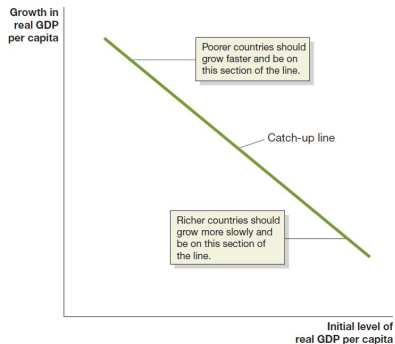 Growth in
real GDP
per capita
Poorer countries should
grow faster and be on
this section of the line.
Catch-up line
Richer countries should
grow more slowly and
be on this section of
the line.
Initial level of
real GDP per capita